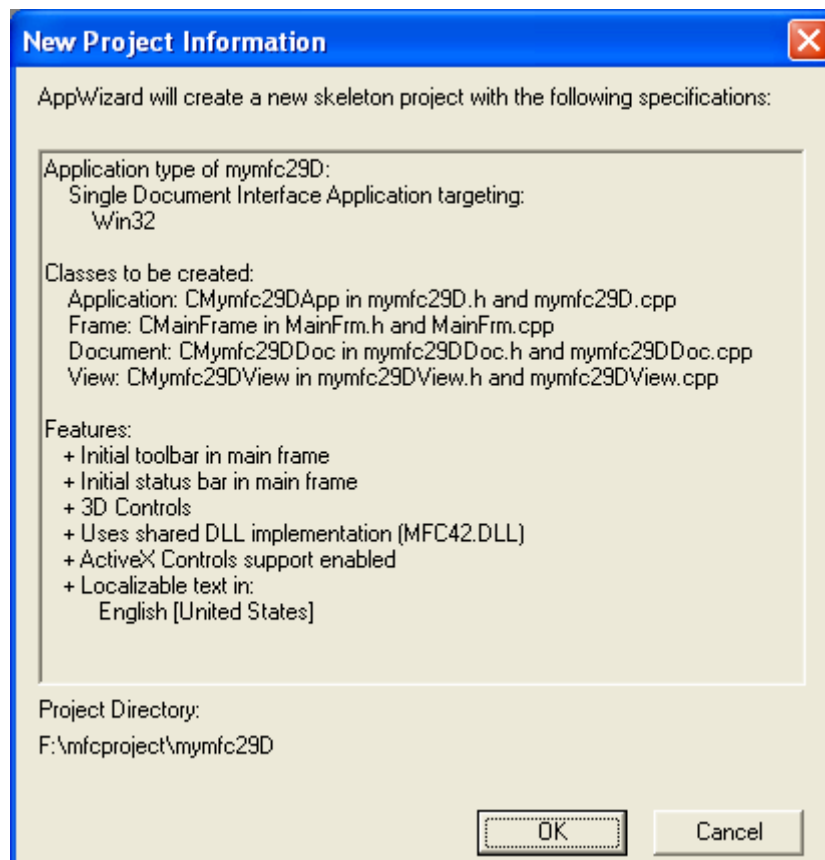 New Project Information
AppWizard will create a new skeleton project with the following specifications:
Application type of mymfc29D:
Single Document Interface Application targeting:
Win32
Classes to be created:
Application: CMymfc29DApp in mymfc29D.h and mymfc29D.cpp
Frame: CMainFrame in MainFrm.h and MainFrm.cpp
Document: CMymfc29DDoc in mymfc29DDoc.h and mymfc29DDoc.cpp
View: CMymfc29DView in mymfc29DView.h and mymfc29DView.cpp
Features:
+ Initial toolbar in main frame
+ Initial status bar in main frame
+ 3D Controls
+ Uses shared DLL implementation (MFC42.DLL)
+ ActiveX Controls support enabled
+ Localizable text in:
English [United States]
Project Directory:
F:\mfcproject\mymfc29D
OK Cancel